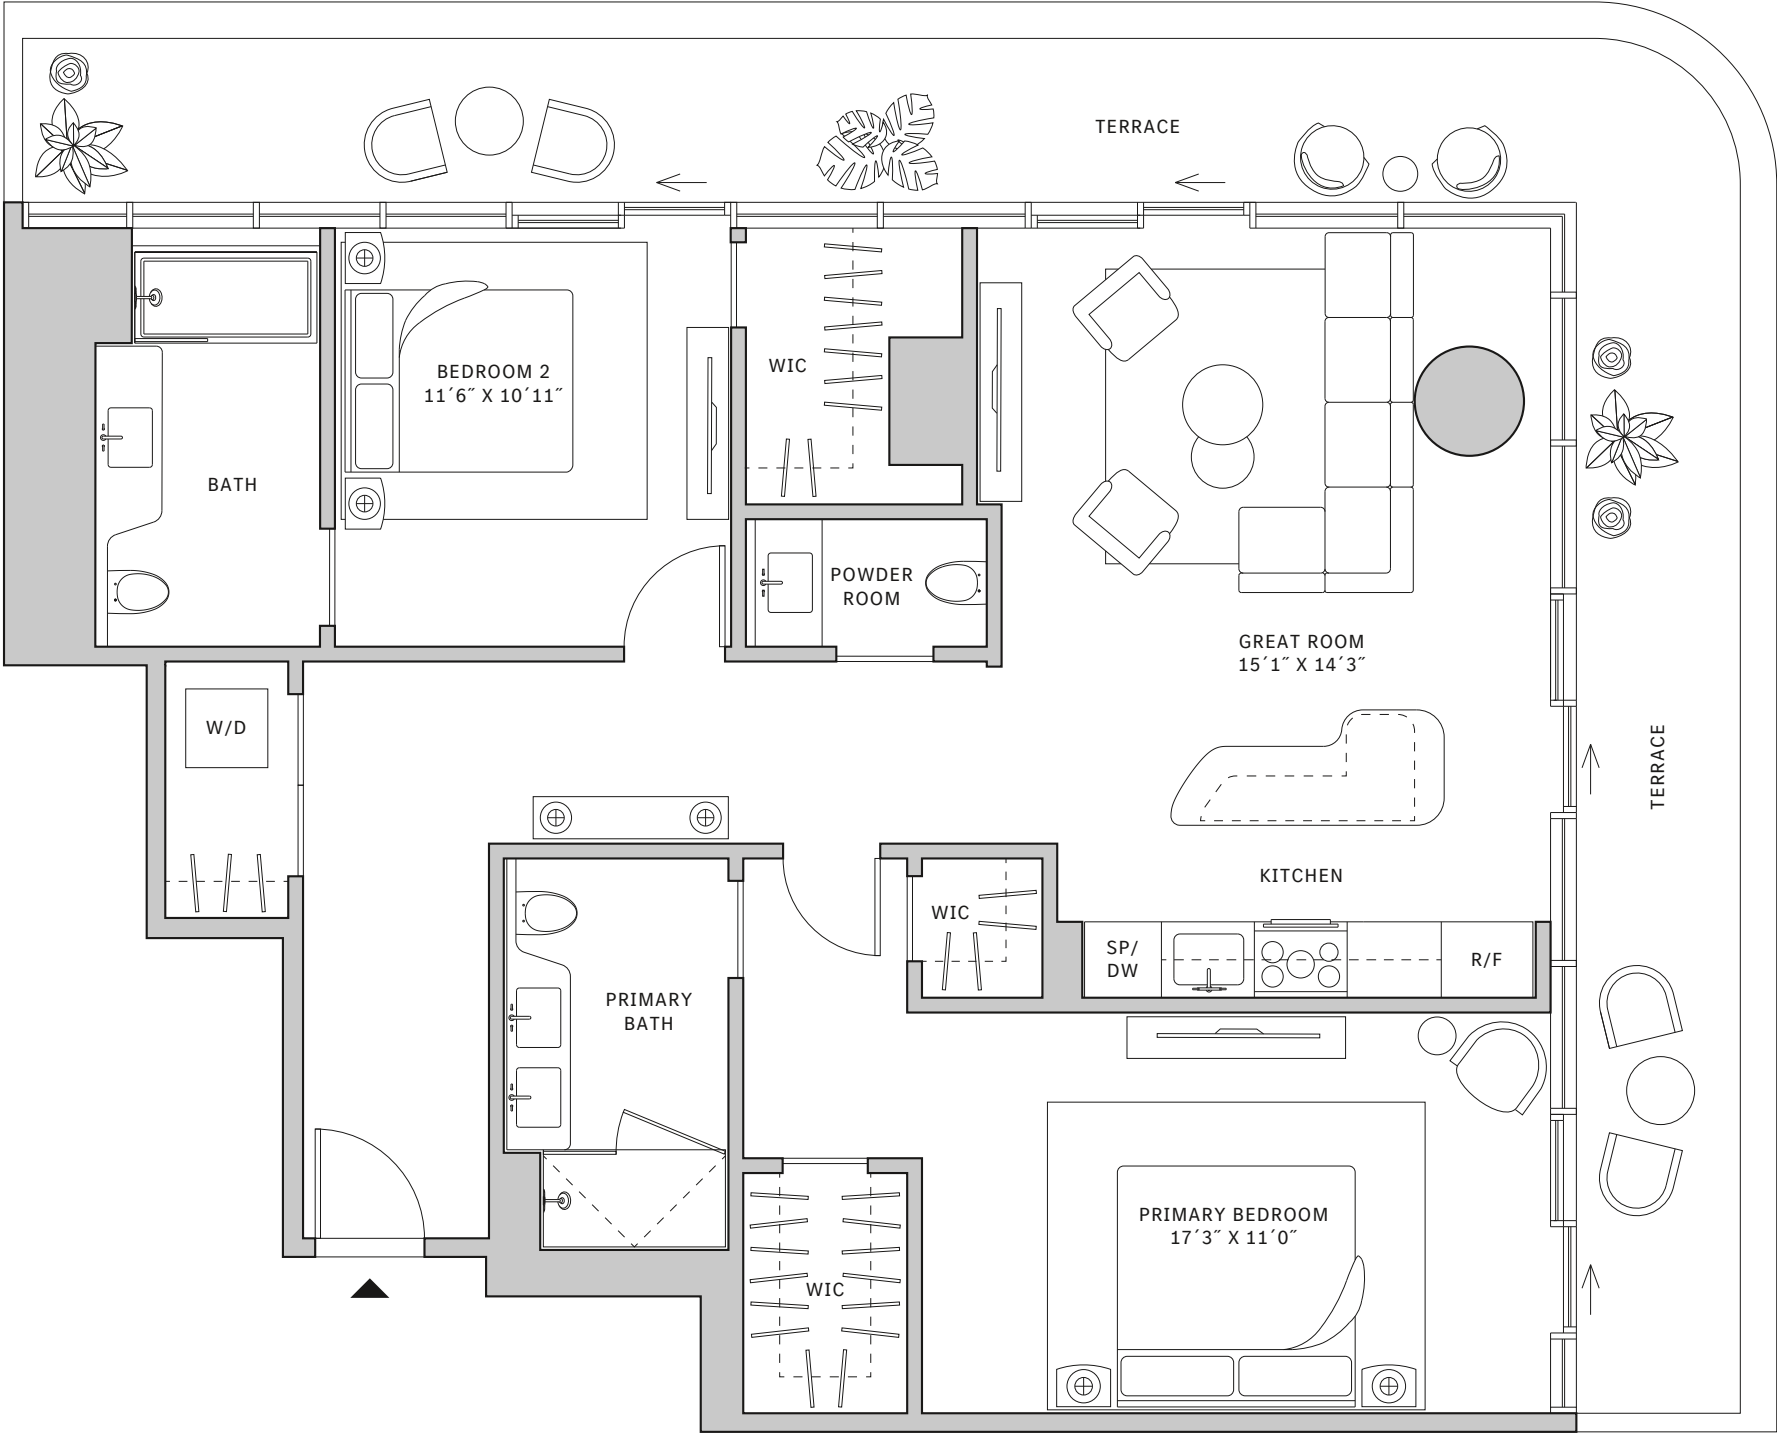 TERRACE
BEDROOM 2
11´6˝ X 10´11˝
WIC
BATH
POWDER
ROOM
GREAT ROOM
15´1˝ X 14´3˝
W/D
TERRACE
KITCHEN
WIC
SP/
DW
R/F
PRIMARY
BATH
PRIMARY BEDROOM
17´3˝ X 11´0˝
WIC